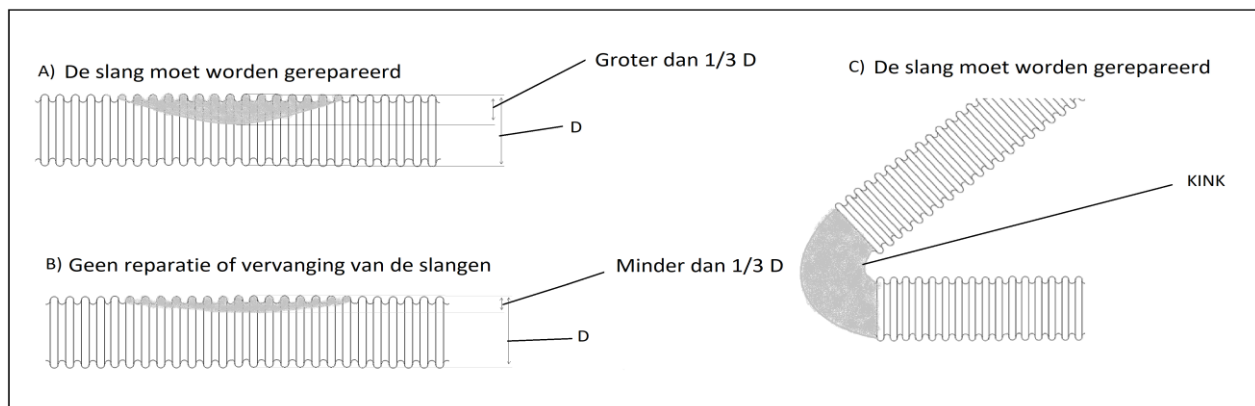 A) De slang moet worden gerepareerd
Groter dan 1/3 D
D
B) Geen reparatie of vervanging van de slangen
Minder dan 1/3 D
D
C) De slang moet worden gerepareerd
KINK